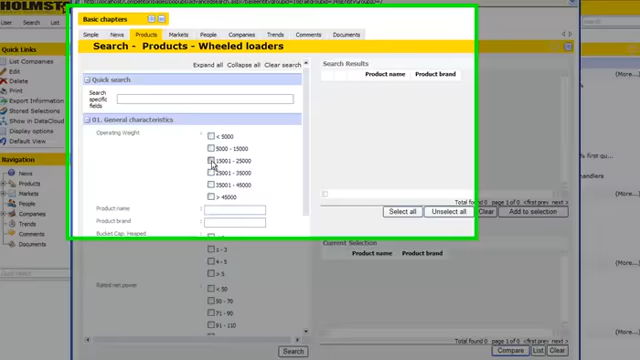 HOLMST
Menu Search
Quick Links
List Companies
Edit
Delete
Print
Export Information
Stored Selections
Show in DataCloud
Display options
Default View
Navigation
News
Products
Markets
People
Companies
Trends
Comments
Documents
Basic chapters
Simple News Products Markets People Companies Trends Comments Documents
Search - Products - Wheeled loaders
Expand all Collapse all Clear search
Quick search
Search specific fields
01. General characteristics
Operating Weight :
< 5000
5000 - 15000
15001 - 25000
25001 - 35000
35001 - 45000
> 45000
Product name :
Product brand :
Bucket Cap. Heaped
1 - 3
4 - 5
> 5
Rated net power :
< 50
50 - 70
71 - 90
91 - 110
Search
Search Results
Product name Product brand
Total found 0 page 1 of 0 <first prev | next >
Select all Unselect all Clear Add to selection
Current Selection
Product name Product brand
Total found 0 page 1 of 0 <first prev | next >
Compare List Clear
(More...)
(More...)
(More...)
(More...)